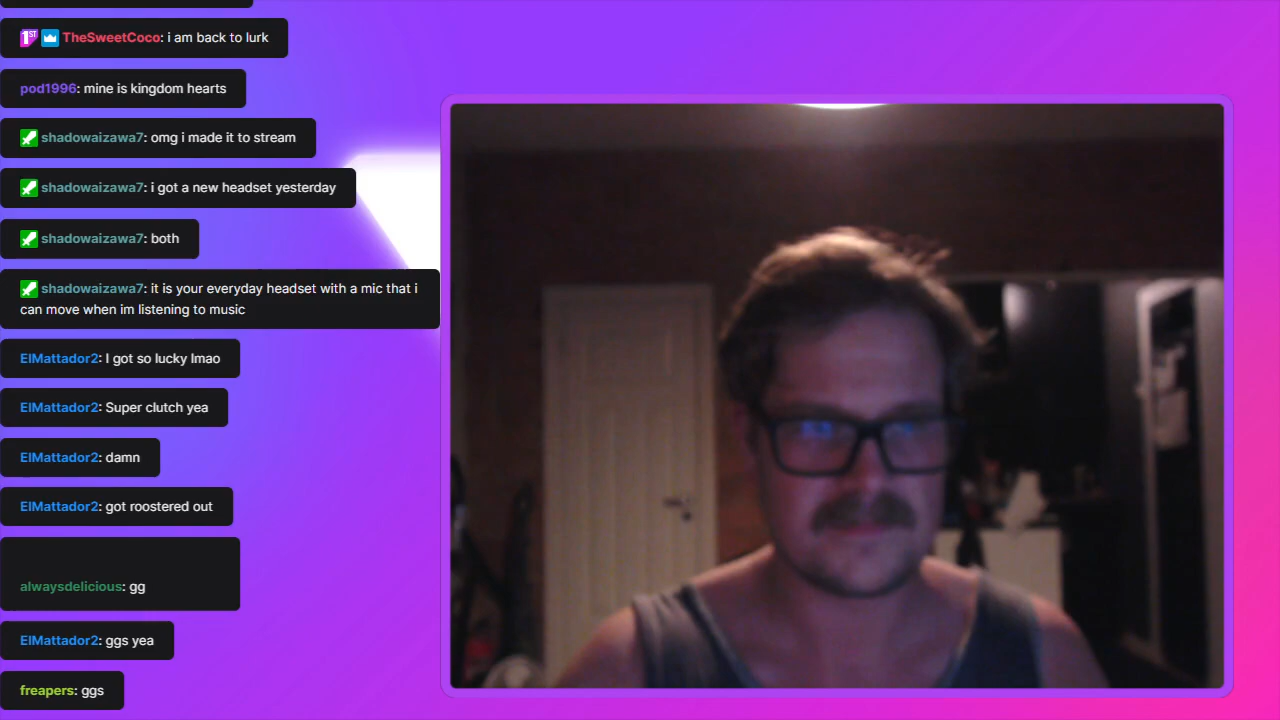 1ST TheSweetCoco: i am back to lurk
pod1996: mine is kingdom hearts
shadowaizawa7: omg i made it to stream
shadowaizawa7: i got a new headset yesterday
shadowaizawa7: both
shadowaizawa7: it is your everyday headset with a mic that i
can move when im listening to music
ElMattador2: I got so lucky lmao
ElMattador2: Super clutch yea
ElMattador2: damn
ElMattador2: got roostered out
alwaysdelicious: gg
ElMattador2: ggs yea
freapers: ggs